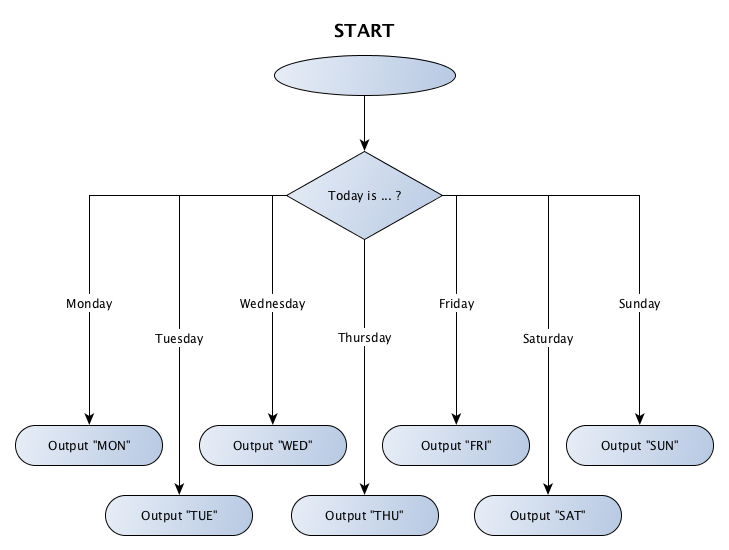 START
Today is ... ?
Monday
Wednesday
Friday
Sunday
Tuesday
Thursday
Saturday
Output "MON"
Output "WED"
Output "FRI"
Output "SUN"
Output "TUE"
Output "THU"
Output "SAT"